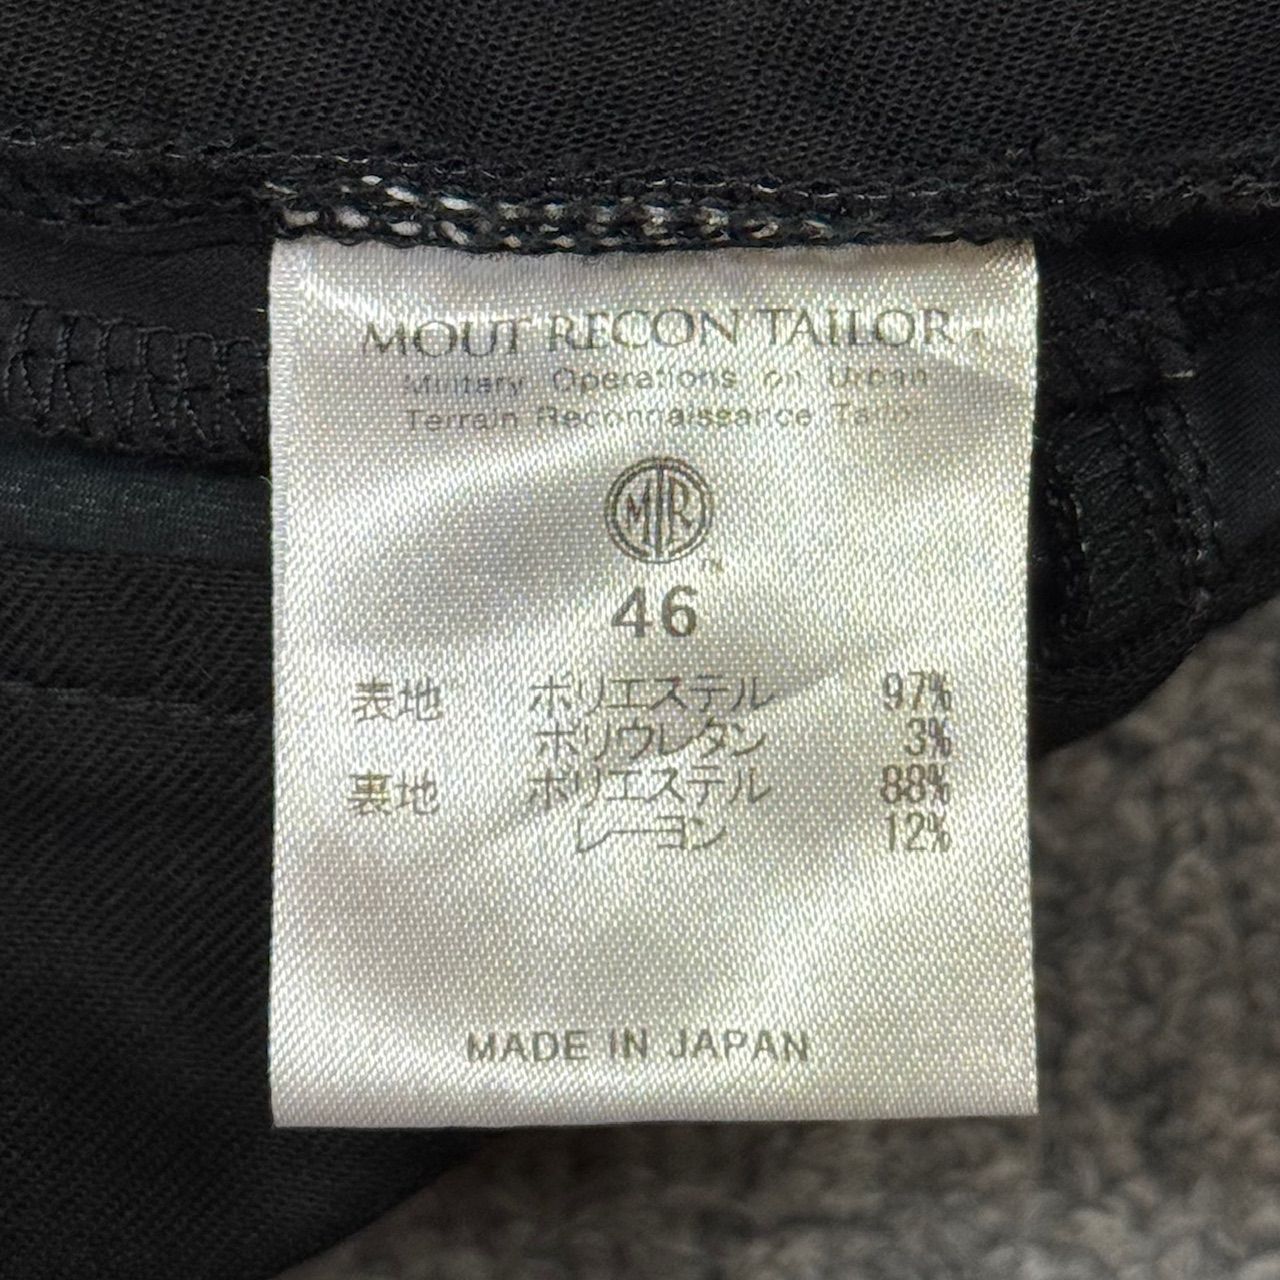 MOUT RECON TAILOR
Military Operations on Urban
Terrain Reconnaissance Tailor
MTR
TM
46
表地 ポリエステル 97%
ポリウレタン 3%
裏地 ポリエステル 88%
レーヨン 12%
MADE IN JAPAN